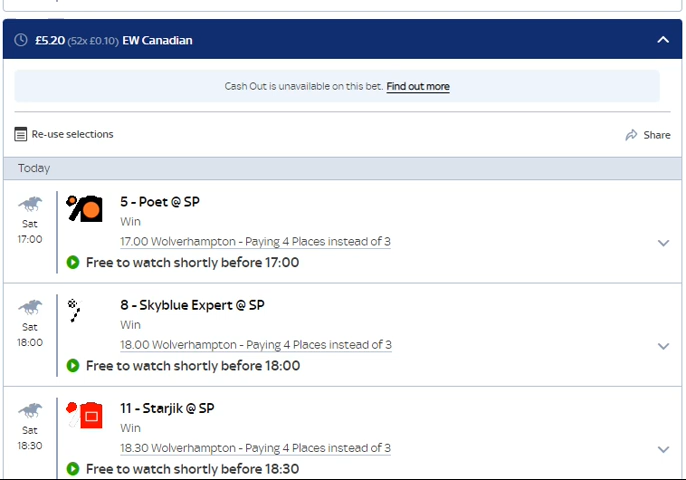 £5.20 (52x £0.10) EW Canadian
Cash Out is unavailable on this bet. Find out more
Re-use selections
Share
Today
Sat
17:00
5 - Poet @ SP
Win
17.00 Wolverhampton - Paying 4 Places instead of 3
Free to watch shortly before 17:00
Sat
18:00
8 - Skyblue Expert @ SP
Win
18.00 Wolverhampton - Paying 4 Places instead of 3
Free to watch shortly before 18:00
Sat
18:30
11 - Starjik @ SP
Win
18.30 Wolverhampton - Paying 4 Places instead of 3
Free to watch shortly before 18:30